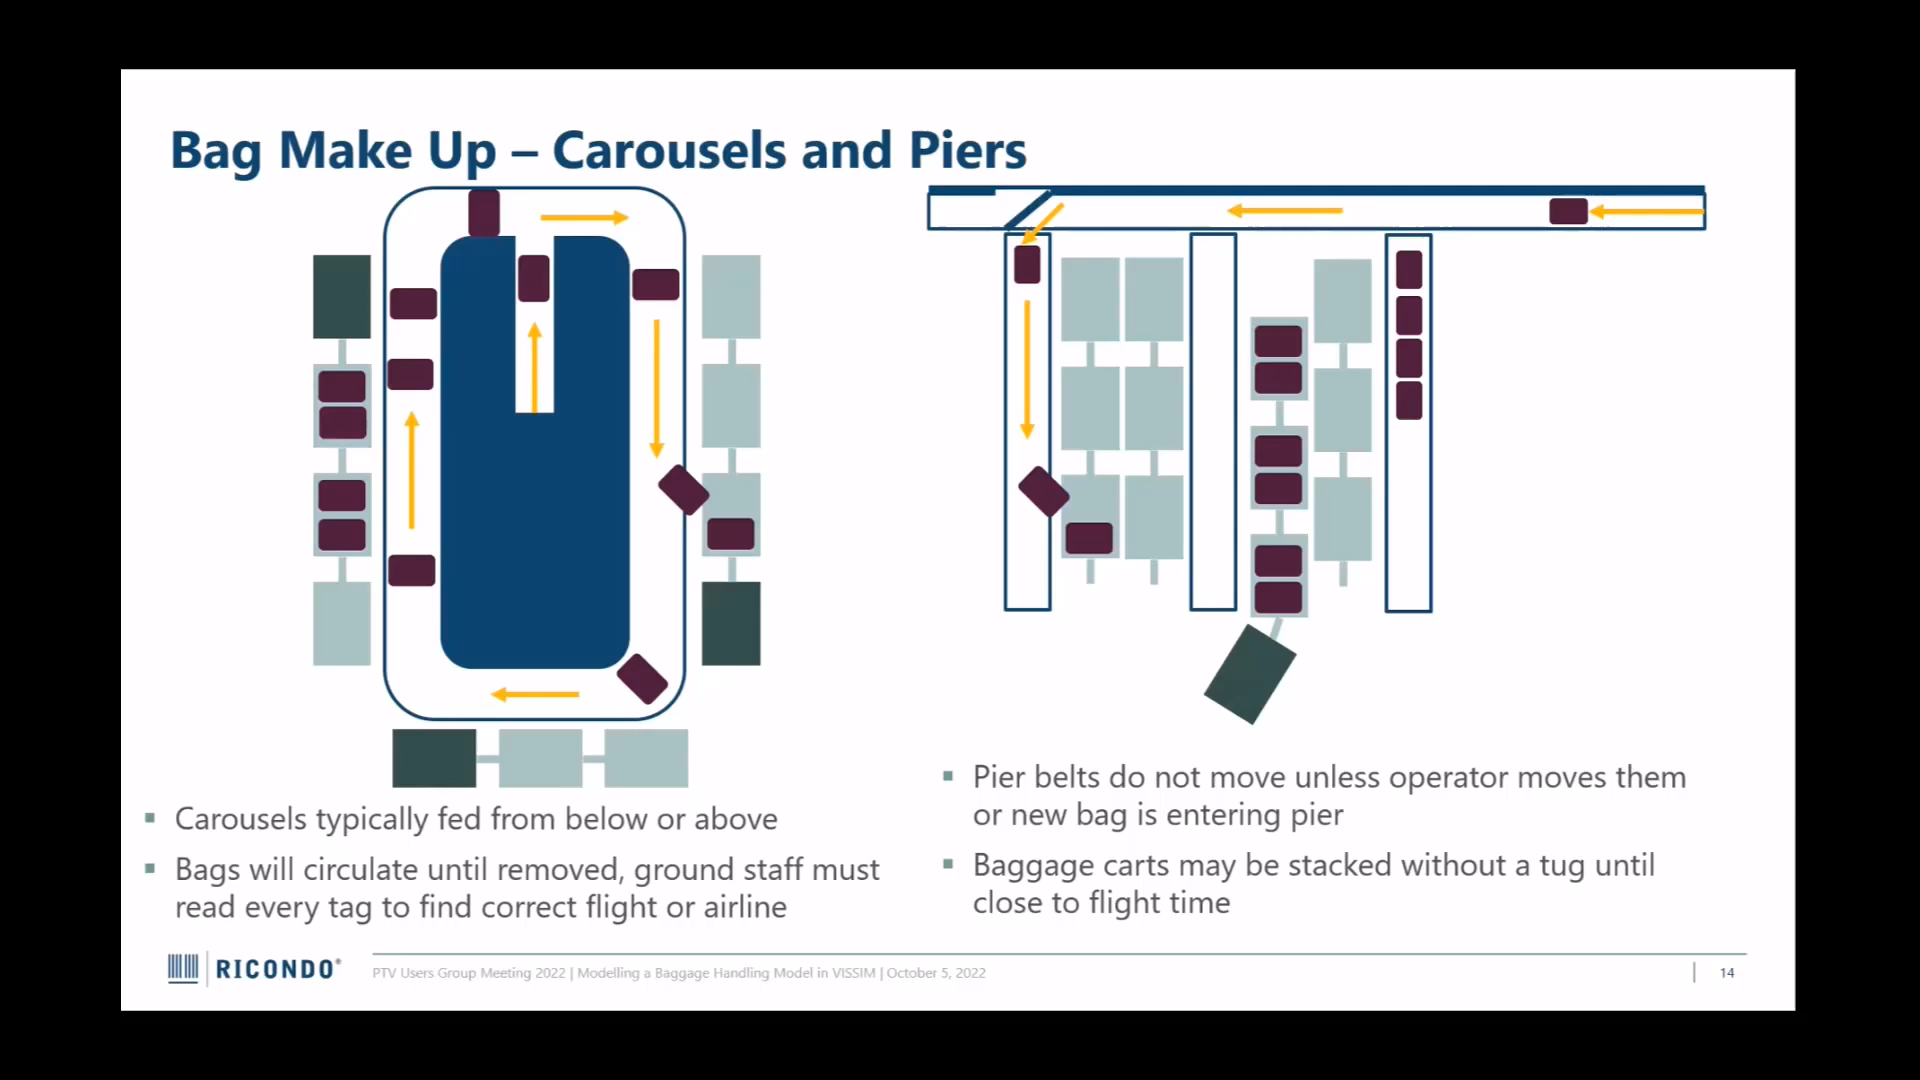 Bag Make Up – Carousels and Piers
▪ Carousels typically fed from below or above
▪ Bags will circulate until removed, ground staff must
read every tag to find correct flight or airline
▪ Pier belts do not move unless operator moves them
or new bag is entering pier
▪ Baggage carts may be stacked without a tug until
close to flight time
RICONDO®
PTV Users Group Meeting 2022 | Modelling a Baggage Handling Model in VISSIM | October 5, 2022
| 14